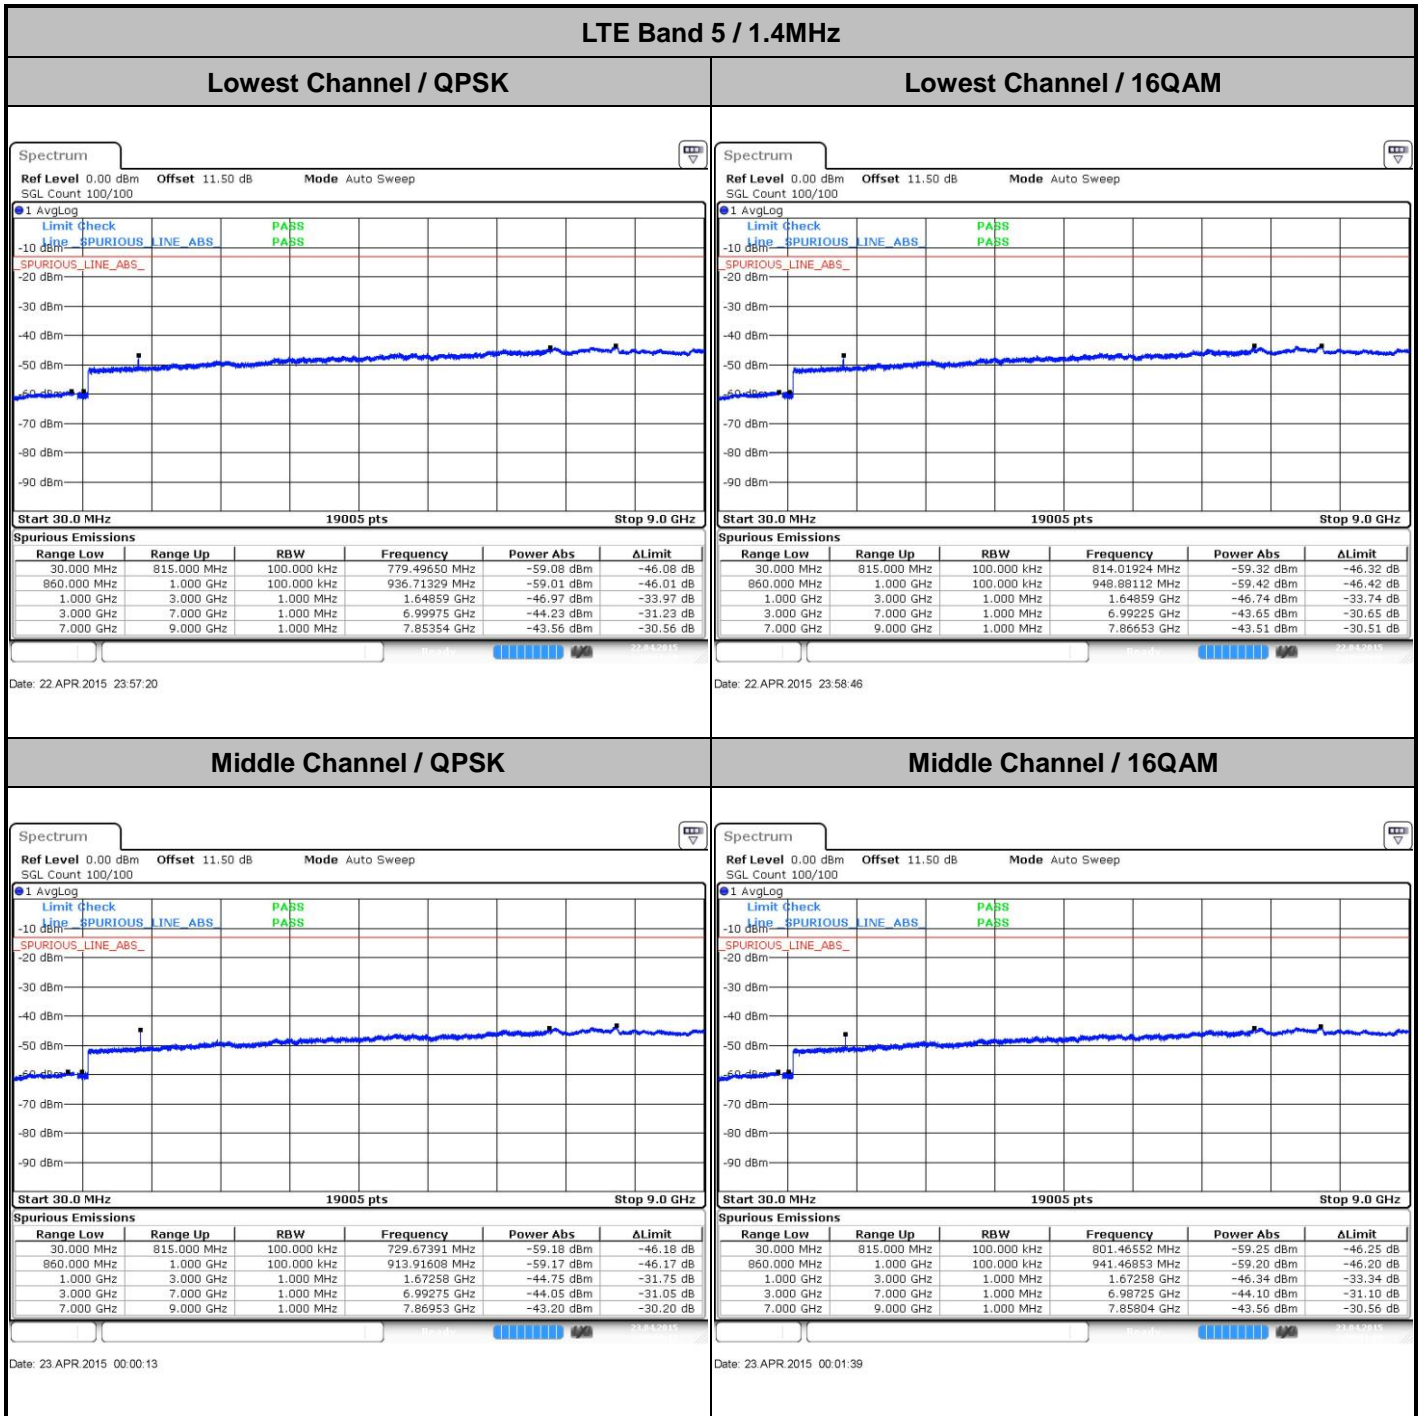 LTE Band 5 / 1.4MHz
Lowest Channel / QPSK
Lowest Channel / 16QAM
Spectrum
Ref Level 0.00 dBm Offset 11.50 dB Mode Auto Sweep
SGL Count 100/100
1 AvgLog
Limit Check PASS
Line _SPURIOUS_LINE_ABS_ PASS
-10 dBm
_SPURIOUS_LINE_ABS_
-20 dBm
-30 dBm
-40 dBm
-50 dBm
-60 dBm
-70 dBm
-80 dBm
-90 dBm
Start 30.0 MHz 19005 pts Stop 9.0 GHz
Spurious Emissions
Range Low Range Up RBW Frequency Power Abs ΔLimit
30.000 MHz 815.000 MHz 100.000 kHz 779.49650 MHz -59.08 dBm -46.08 dB
860.000 MHz 1.000 GHz 100.000 kHz 936.71329 MHz -59.01 dBm -46.01 dB
1.000 GHz 3.000 GHz 1.000 MHz 1.64859 GHz -46.97 dBm -33.97 dB
3.000 GHz 7.000 GHz 1.000 MHz 6.99975 GHz -44.23 dBm -31.23 dB
7.000 GHz 9.000 GHz 1.000 MHz 7.85354 GHz -43.56 dBm -30.56 dB
Ready 22.04.2015
Date: 22.APR.2015 23:57:20
Spectrum
Ref Level 0.00 dBm Offset 11.50 dB Mode Auto Sweep
SGL Count 100/100
1 AvgLog
Limit Check PASS
Line _SPURIOUS_LINE_ABS_ PASS
-10 dBm
_SPURIOUS_LINE_ABS_
-20 dBm
-30 dBm
-40 dBm
-50 dBm
-60 dBm
-70 dBm
-80 dBm
-90 dBm
Start 30.0 MHz 19005 pts Stop 9.0 GHz
Spurious Emissions
Range Low Range Up RBW Frequency Power Abs ΔLimit
30.000 MHz 815.000 MHz 100.000 kHz 814.01924 MHz -59.32 dBm -46.32 dB
860.000 MHz 1.000 GHz 100.000 kHz 948.88112 MHz -59.42 dBm -46.42 dB
1.000 GHz 3.000 GHz 1.000 MHz 1.64859 GHz -46.74 dBm -33.74 dB
3.000 GHz 7.000 GHz 1.000 MHz 6.99225 GHz -43.65 dBm -30.65 dB
7.000 GHz 9.000 GHz 1.000 MHz 7.86653 GHz -43.51 dBm -30.51 dB
Ready 22.04.2015
Date: 22.APR.2015 23:58:46
Middle Channel / QPSK
Middle Channel / 16QAM
Spectrum
Ref Level 0.00 dBm Offset 11.50 dB Mode Auto Sweep
SGL Count 100/100
1 AvgLog
Limit Check PASS
Line _SPURIOUS_LINE_ABS_ PASS
-10 dBm
_SPURIOUS_LINE_ABS_
-20 dBm
-30 dBm
-40 dBm
-50 dBm
-60 dBm
-70 dBm
-80 dBm
-90 dBm
Start 30.0 MHz 19005 pts Stop 9.0 GHz
Spurious Emissions
Range Low Range Up RBW Frequency Power Abs ΔLimit
30.000 MHz 815.000 MHz 100.000 kHz 729.67391 MHz -59.18 dBm -46.18 dB
860.000 MHz 1.000 GHz 100.000 kHz 913.91608 MHz -59.17 dBm -46.17 dB
1.000 GHz 3.000 GHz 1.000 MHz 1.67258 GHz -44.75 dBm -31.75 dB
3.000 GHz 7.000 GHz 1.000 MHz 6.99275 GHz -44.05 dBm -31.05 dB
7.000 GHz 9.000 GHz 1.000 MHz 7.86953 GHz -43.20 dBm -30.20 dB
Ready 23.04.2015
Date: 23.APR.2015 00:00:13
Spectrum
Ref Level 0.00 dBm Offset 11.50 dB Mode Auto Sweep
SGL Count 100/100
1 AvgLog
Limit Check PASS
Line _SPURIOUS_LINE_ABS_ PASS
-10 dBm
_SPURIOUS_LINE_ABS_
-20 dBm
-30 dBm
-40 dBm
-50 dBm
-60 dBm
-70 dBm
-80 dBm
-90 dBm
Start 30.0 MHz 19005 pts Stop 9.0 GHz
Spurious Emissions
Range Low Range Up RBW Frequency Power Abs ΔLimit
30.000 MHz 815.000 MHz 100.000 kHz 801.46552 MHz -59.25 dBm -46.25 dB
860.000 MHz 1.000 GHz 100.000 kHz 941.46853 MHz -59.20 dBm -46.20 dB
1.000 GHz 3.000 GHz 1.000 MHz 1.67258 GHz -46.34 dBm -33.34 dB
3.000 GHz 7.000 GHz 1.000 MHz 6.98725 GHz -44.10 dBm -31.10 dB
7.000 GHz 9.000 GHz 1.000 MHz 7.85804 GHz -43.56 dBm -30.56 dB
Ready 23.04.2015
Date: 23.APR.2015 00:01:39